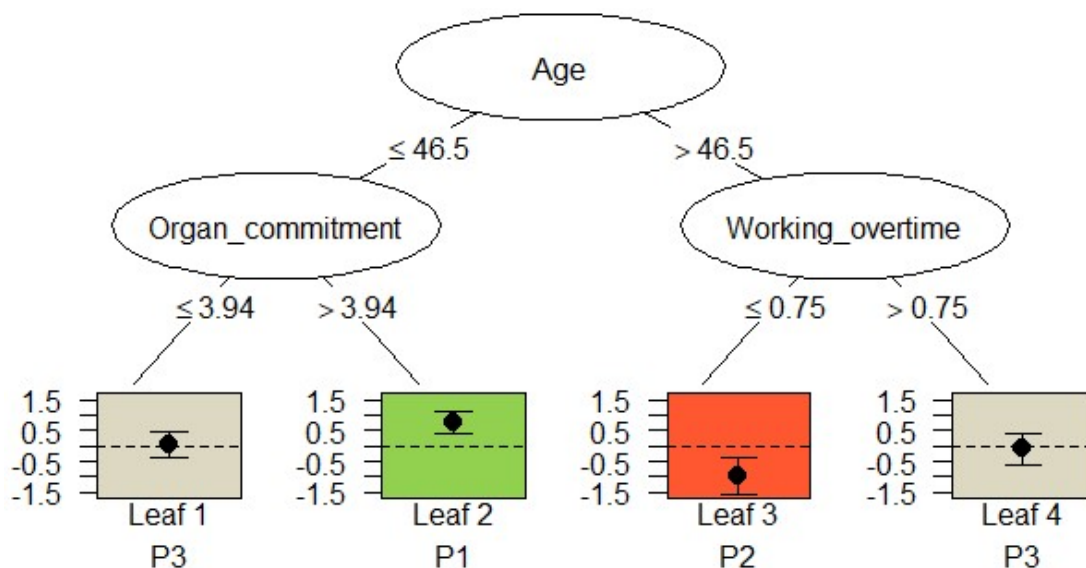 Age
≤ 46.5
> 46.5
Organ_commitment
Working_overtime
≤ 3.94
> 3.94
≤ 0.75
> 0.75
1.5
0.5
-0.5
-1.5
1.5
0.5
-0.5
-1.5
1.5
0.5
-0.5
-1.5
1.5
0.5
-0.5
-1.5
Leaf 1
Leaf 2
Leaf 3
Leaf 4
P3
P1
P2
P3